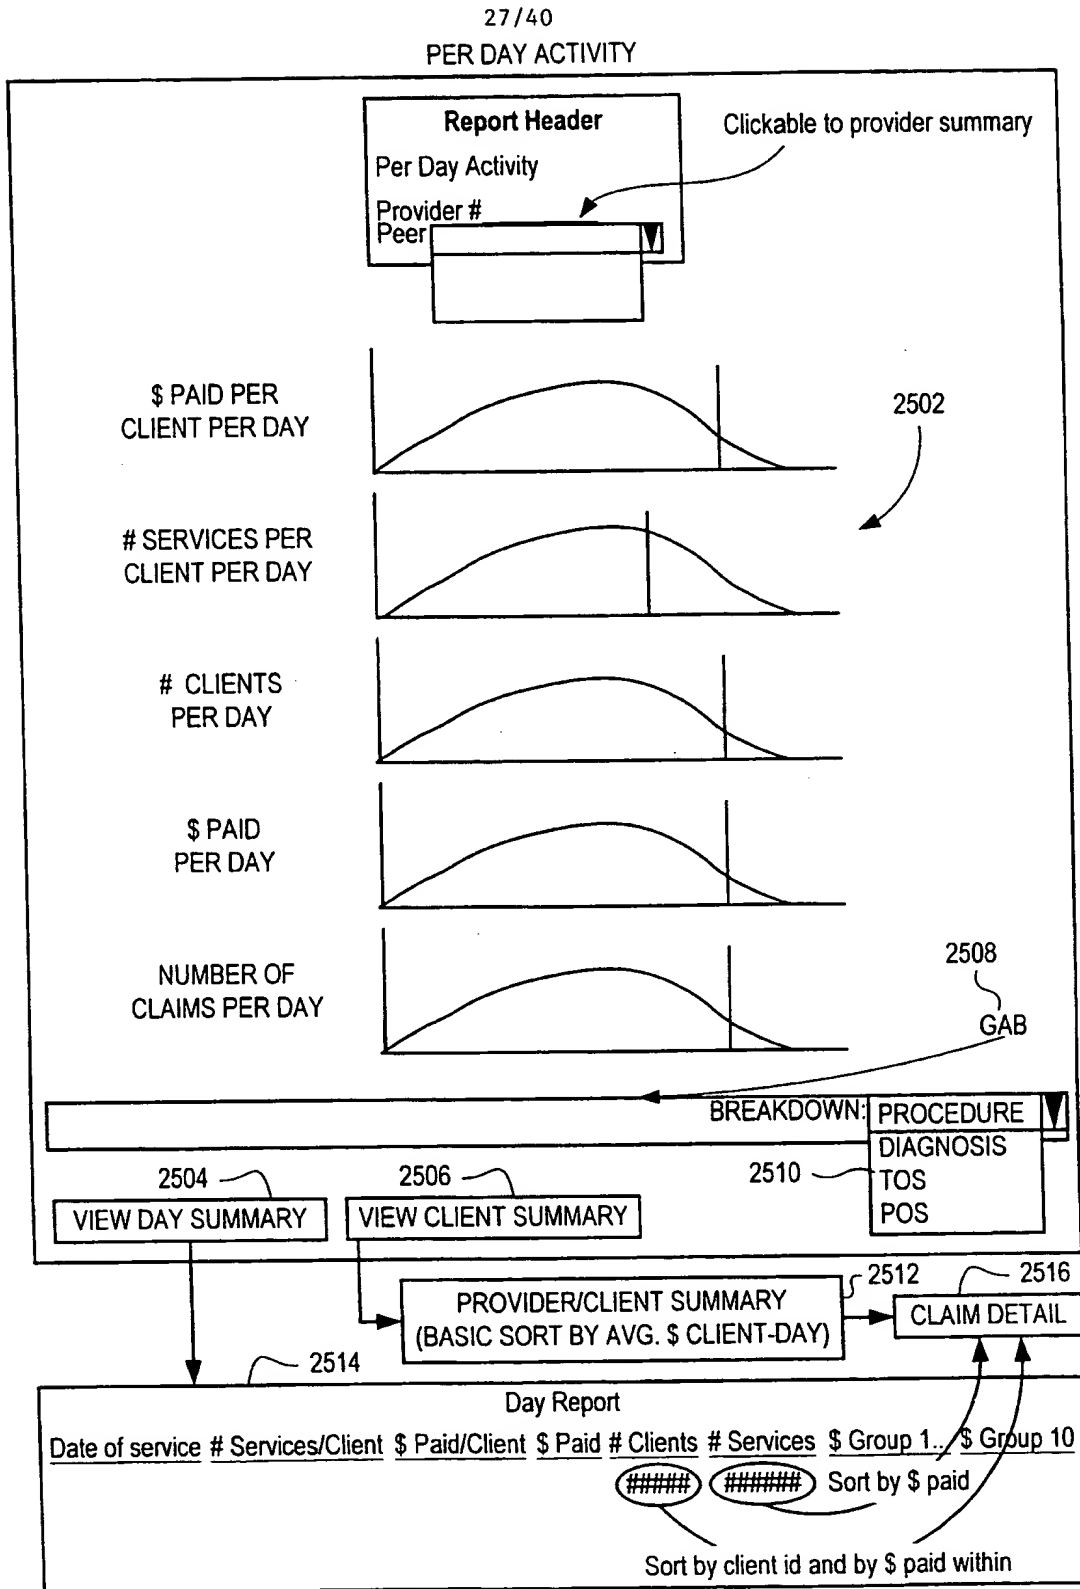 27/40
PER DAY ACTIVITY
Report Header
Clickable to provider summary
Per Day Activity
Provider #
Peer
$ PAID PER
CLIENT PER DAY
2502
# SERVICES PER
CLIENT PER DAY
# CLIENTS
PER DAY
$ PAID
PER DAY
NUMBER OF
CLAIMS PER DAY
2508
GAB
BREAKDOWN: PROCEDURE
DIAGNOSIS
2504
2506
2510
TOS
POS
VIEW DAY SUMMARY
VIEW CLIENT SUMMARY
2512
2516
PROVIDER/CLIENT SUMMARY
(BASIC SORT BY AVG. $ CLIENT-DAY)
CLAIM DETAIL
2514
Day Report
Date of service # Services/Client $ Paid/Client $ Paid # Clients # Services $ Group 1... $ Group 10
##### ###### Sort by $ paid
Sort by client id and by $ paid within